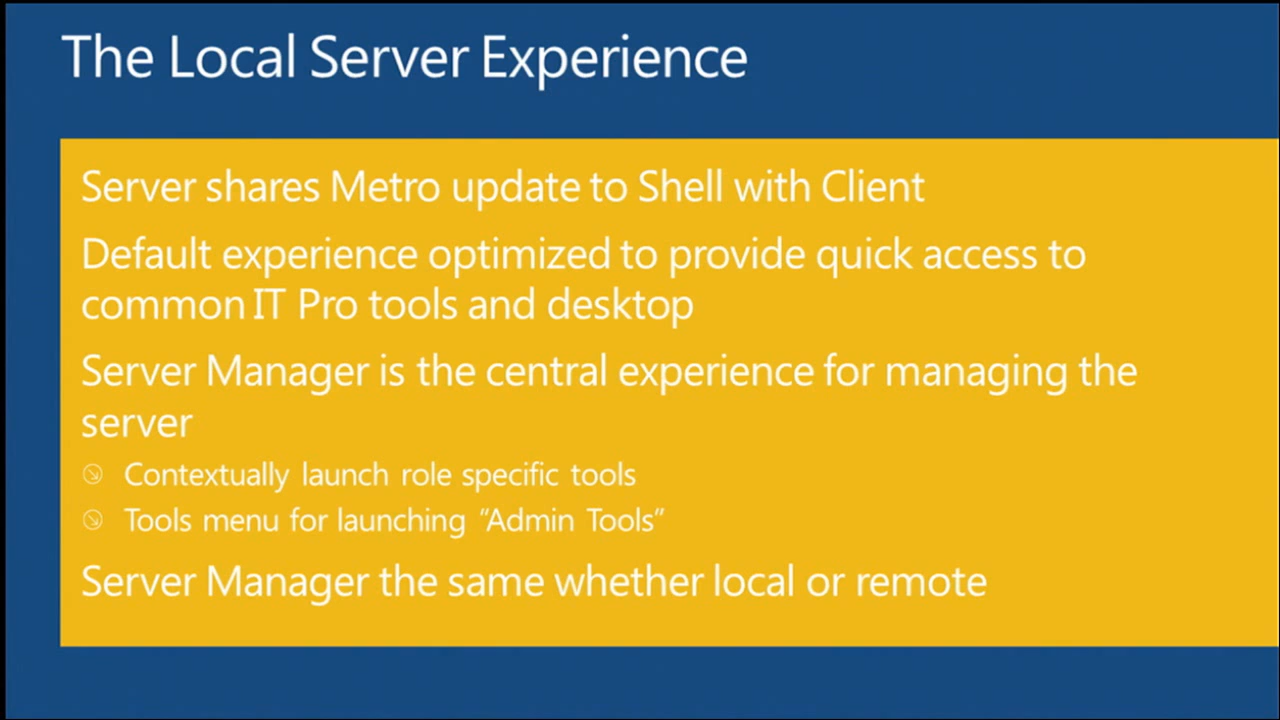 The Local Server Experience
Server shares Metro update to Shell with Client
Default experience optimized to provide quick access to
common IT Pro tools and desktop
Server Manager is the central experience for managing the
server
Contextually launch role specific tools
Tools menu for launching “Admin Tools”
Server Manager the same whether local or remote